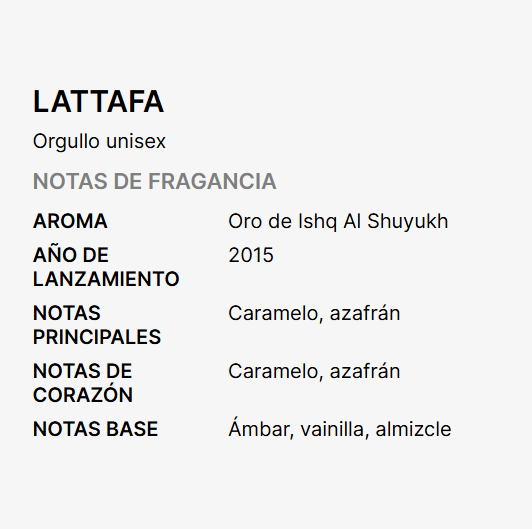 LATTAFA
Orgullo unisex
NOTAS DE FRAGANCIA
AROMA Oro de Ishq Al Shuyukh
AÑO DE 2015
LANZAMIENTO
NOTAS Caramelo, azafrán
PRINCIPALES
NOTAS DE Caramelo, azafrán
CORAZÓN
NOTAS BASE Ámbar, vainilla, almizcle